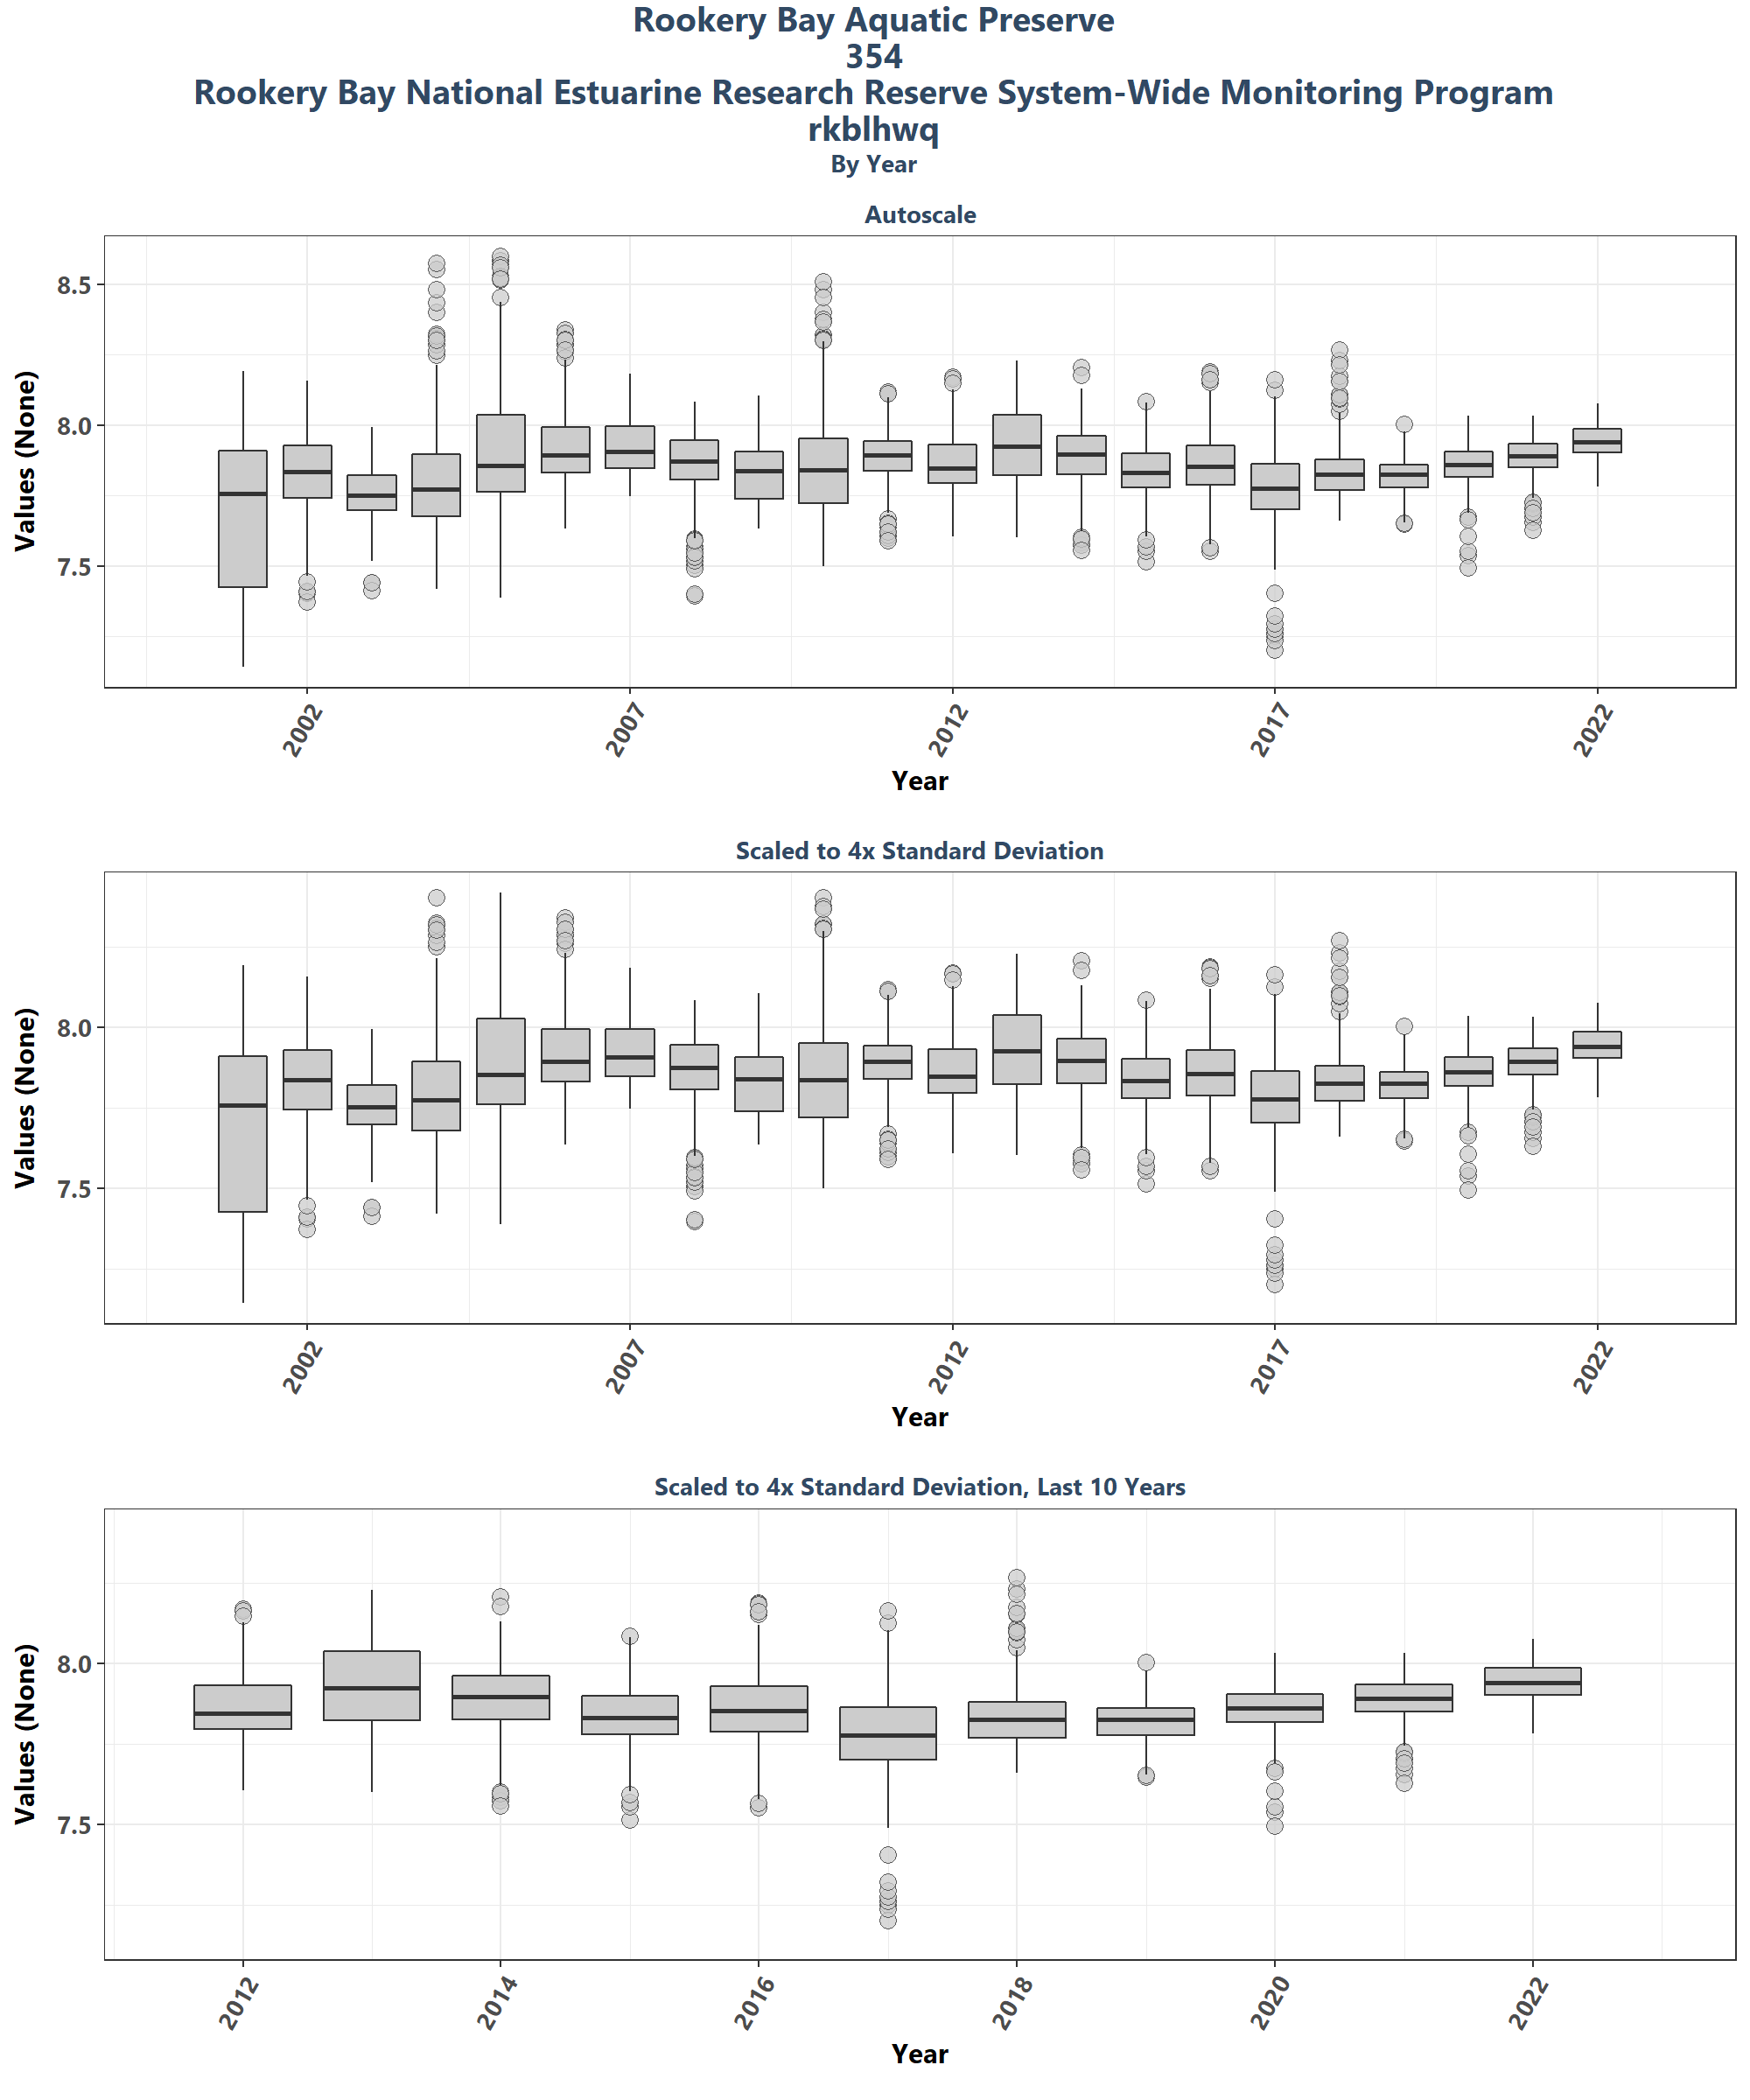 Rookery Bay Aquatic Preserve
354
Rookery Bay National Estuarine Research Reserve System-Wide Monitoring Program
rkblhwq
By Year
Autoscale
Values (None)
8.5
8.0
7.5
2002
2007
2012
2017
2022
Year
Scaled to 4x Standard Deviation
Values (None)
8.0
7.5
2002
2007
2012
2017
2022
Year
Scaled to 4x Standard Deviation, Last 10 Years
Values (None)
8.0
7.5
2012
2014
2016
2018
2020
2022
Year